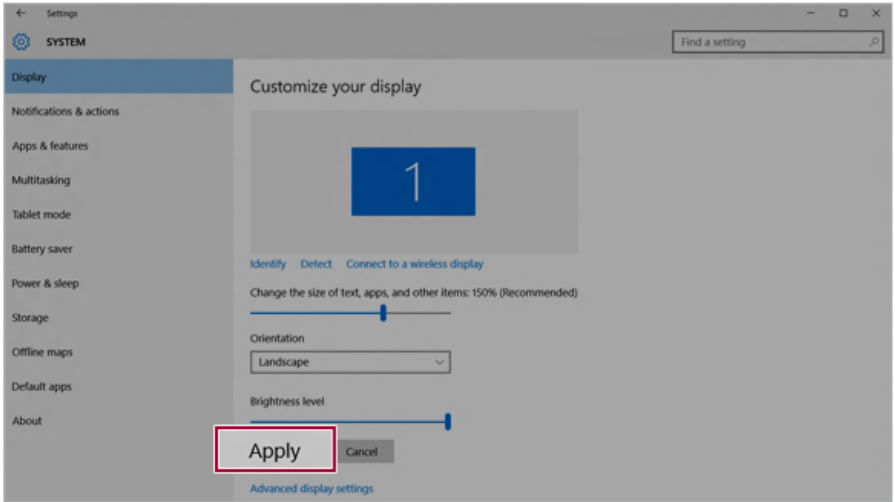 Settings
SYSTEM
Find a setting
Display
Notifications & actions
Apps & features
Multitasking
Tablet mode
Battery saver
Power & sleep
Storage
Offline maps
Default apps
About
Customize your display
1
Identify Detect Connect to a wireless display
Change the size of text, apps, and other items: 150% (Recommended)
Orientation
Landscape
Brightness level
Apply Cancel
Advanced display settings